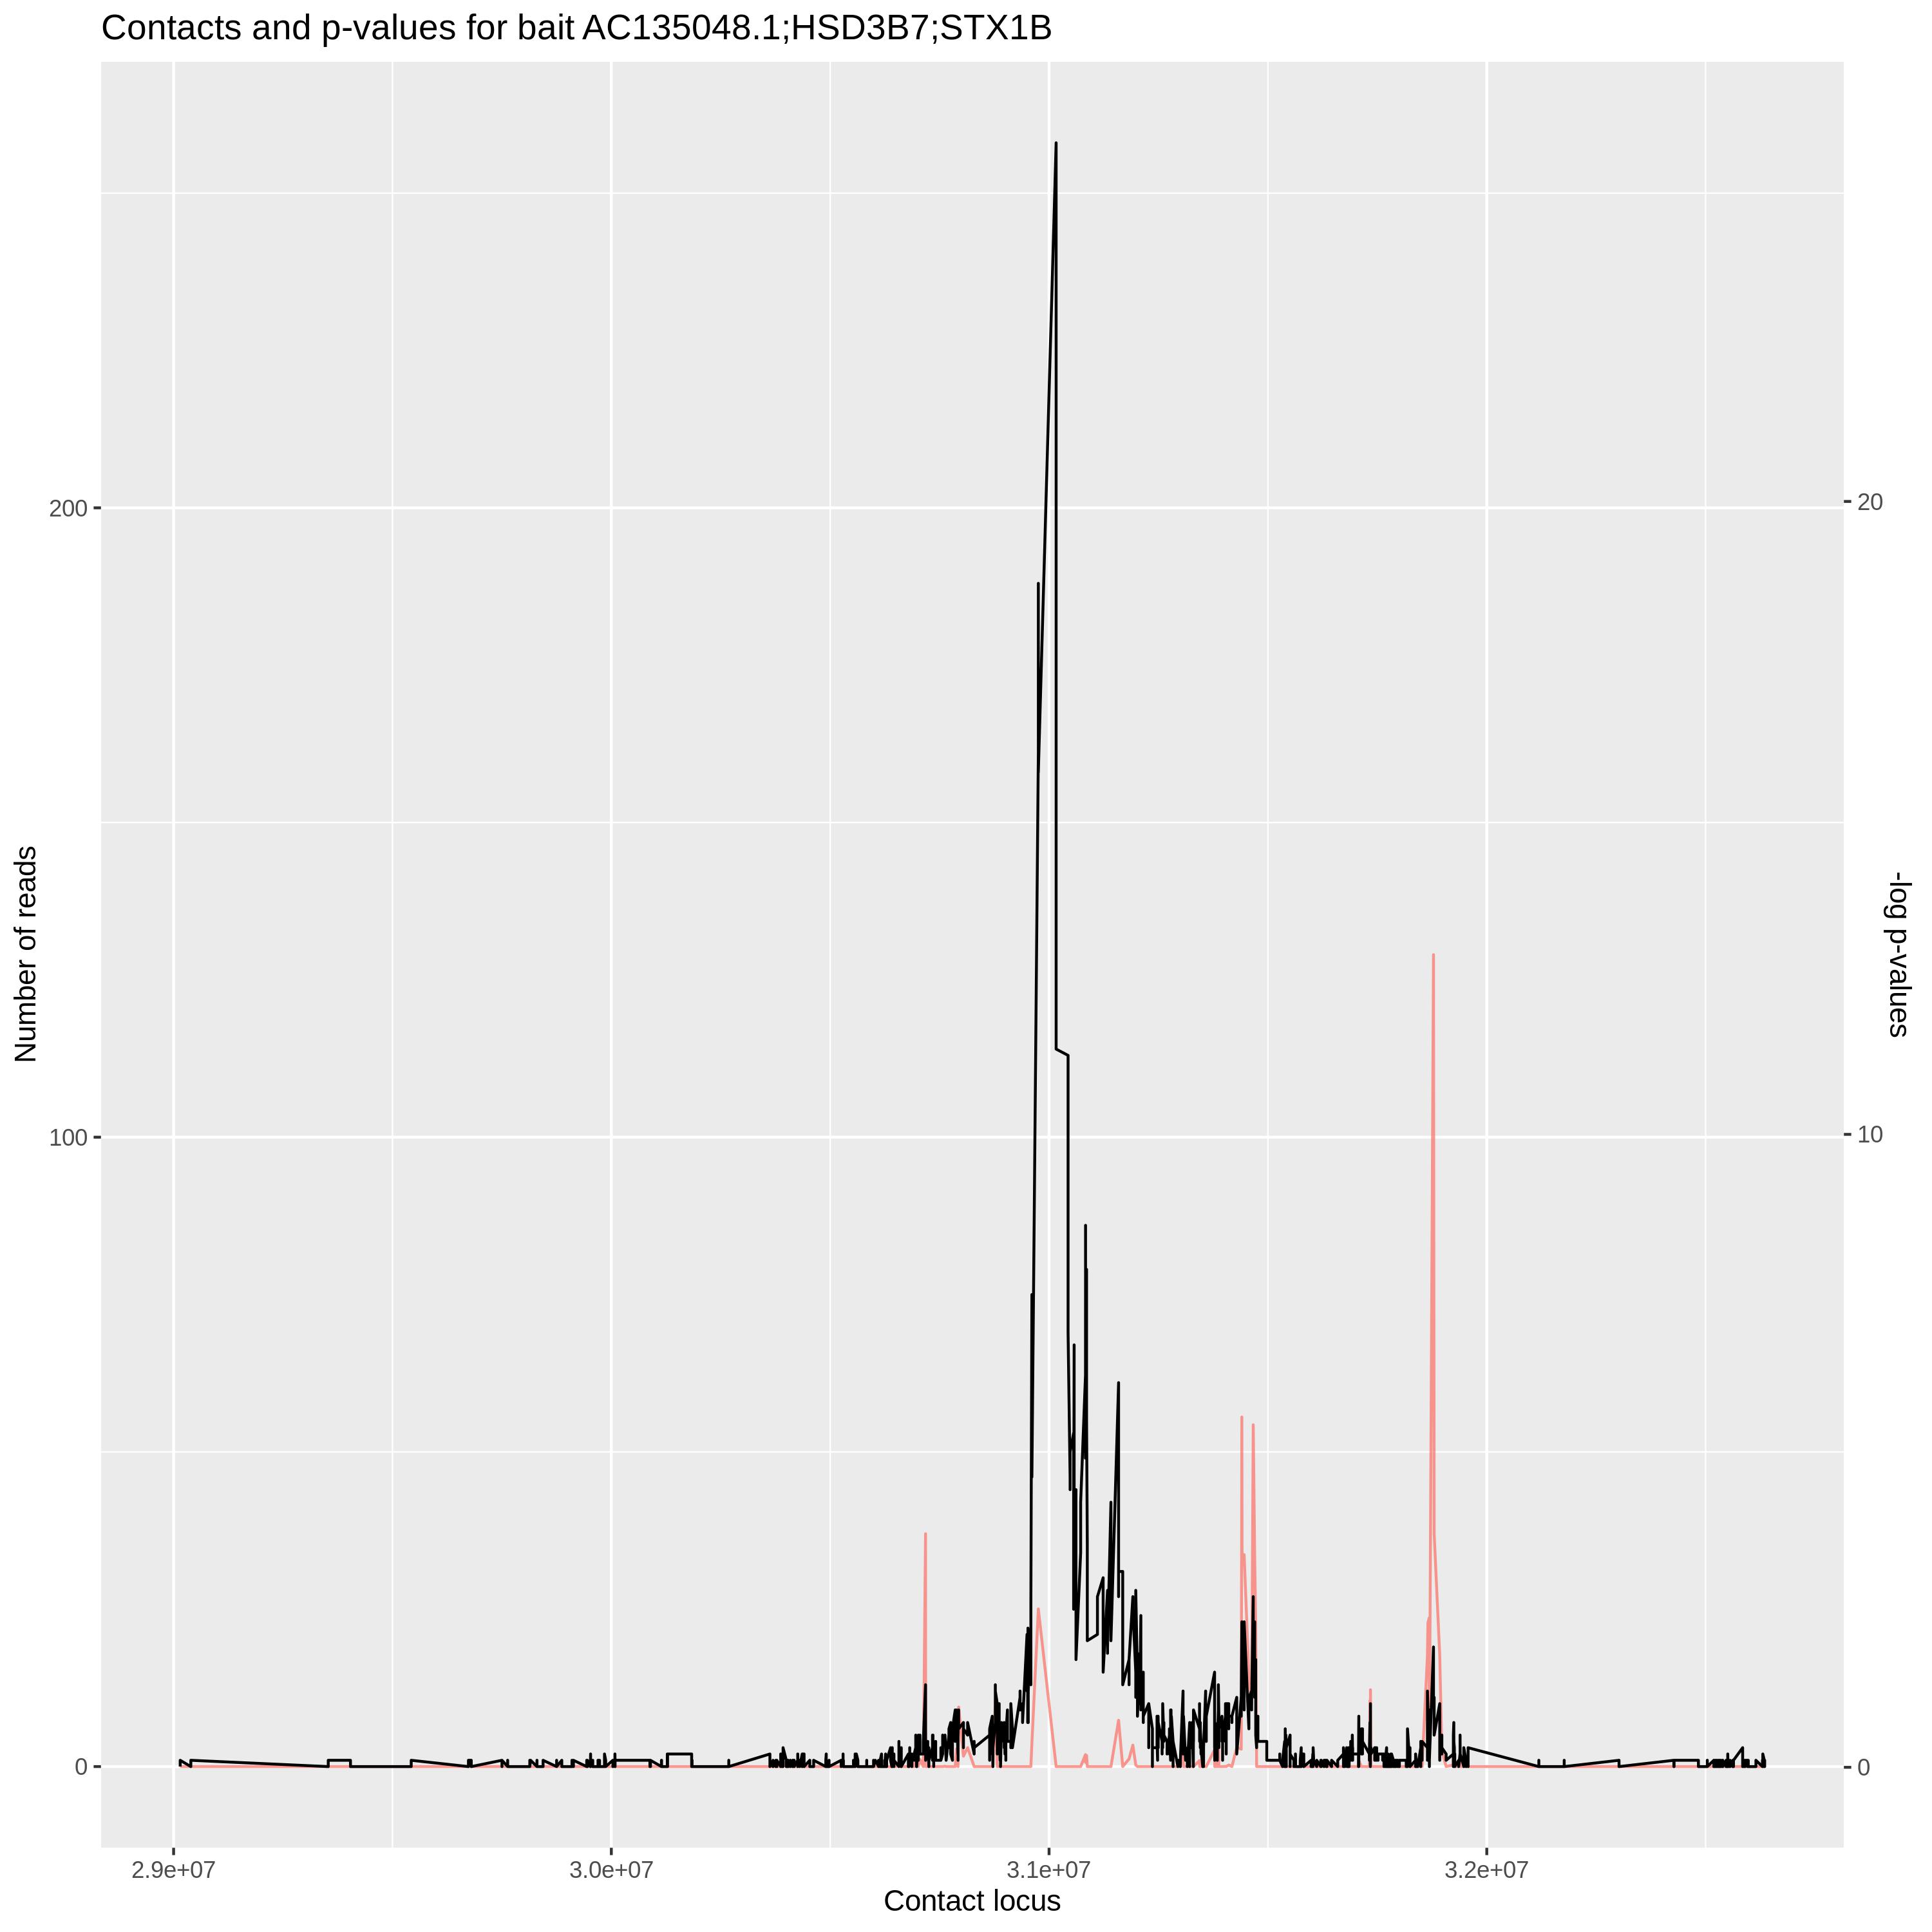 Contacts and p-values for bait AC135048.1;HSD3B7;STX1B
Number of reads
200
100
0
20
10
0
-log p-values
2.9e+07
3.0e+07
3.1e+07
3.2e+07
Contact locus